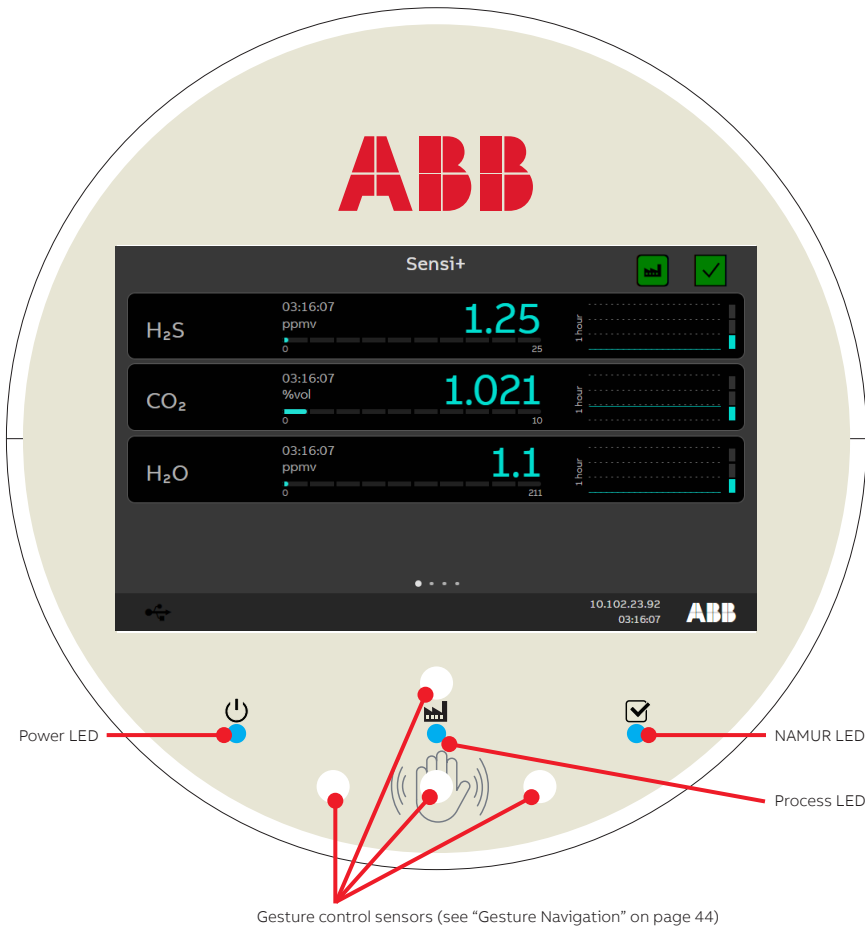 ABB
Sensi+
H₂S
03:16:07
ppmv
1.25
0
25
1 hour
CO₂
03:16:07
%vol
1.021
0
10
1 hour
H₂O
03:16:07
ppmv
1.1
0
211
1 hour
10.102.23.92
03:16:07
ABB
Power LED
NAMUR LED
Process LED
Gesture control sensors (see “Gesture Navigation” on page 44)